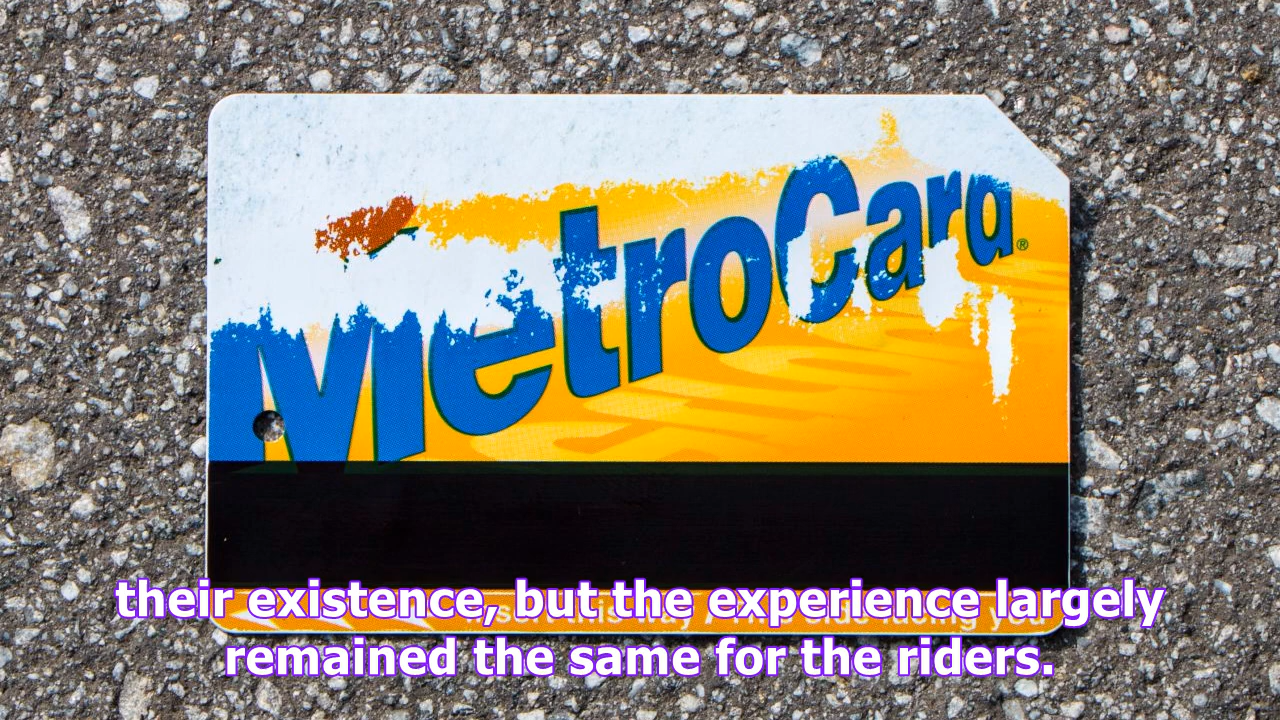 MetroCard®
their existence, but the experience largely
remained the same for the riders.